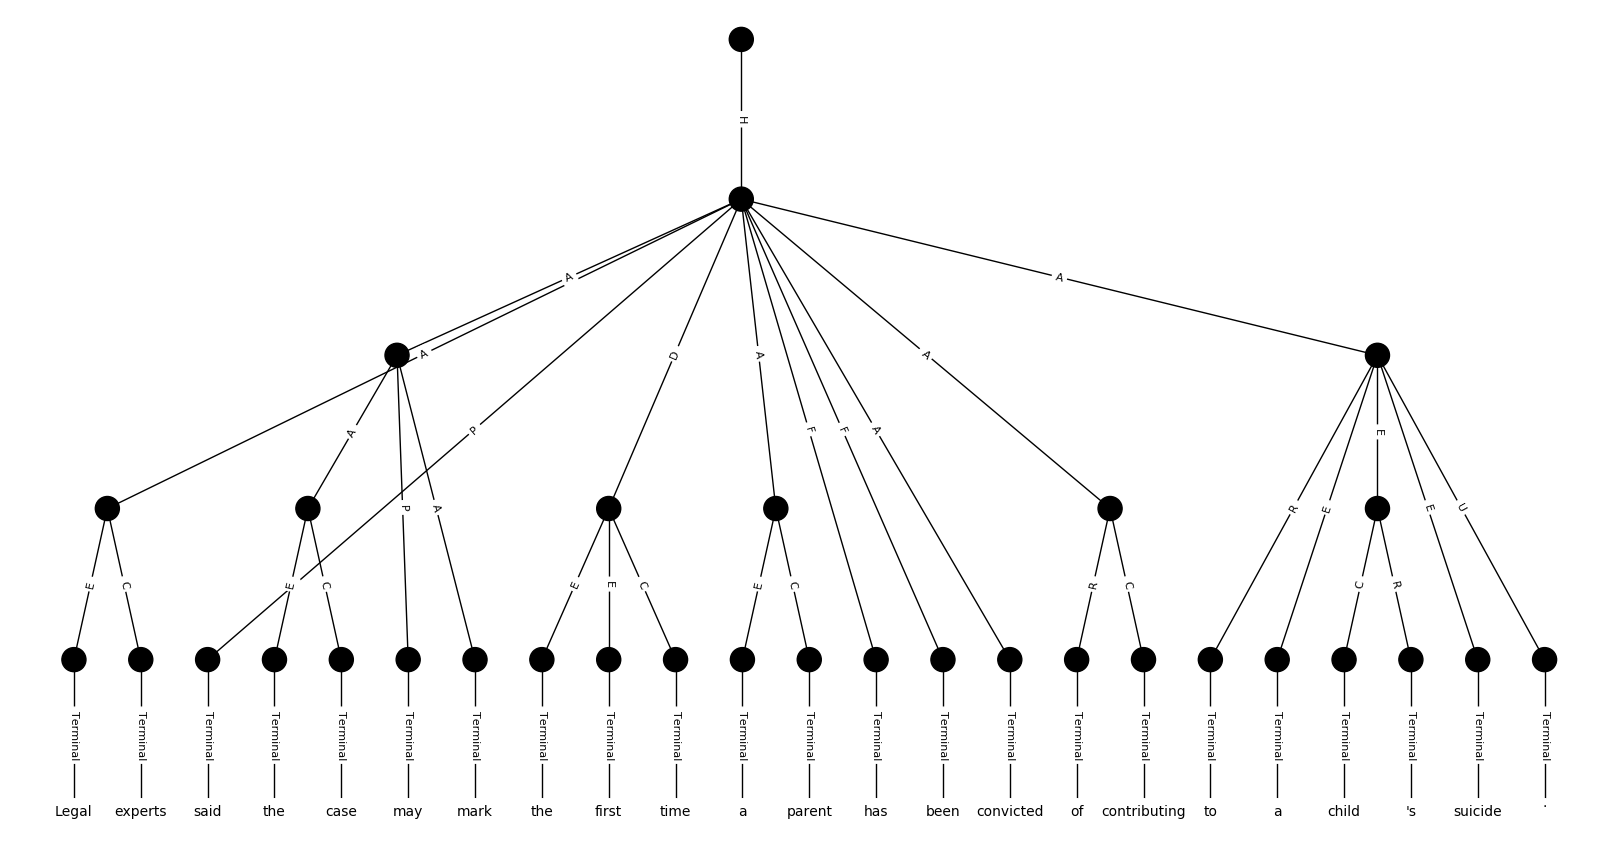 H
A
A
A
D
A
A
A
P
F
F
A
E
A
P
A
R
E
E
U
E
C
E
C
E
E
C
E
C
R
C
C
R
Terminal Terminal Terminal Terminal Terminal Terminal Terminal Terminal Terminal Terminal Terminal Terminal Terminal Terminal Terminal Terminal Terminal Terminal Terminal Terminal Terminal Terminal Terminal
Legal experts said the case may mark the first time a parent has been convicted of contributing to a child 's suicide .